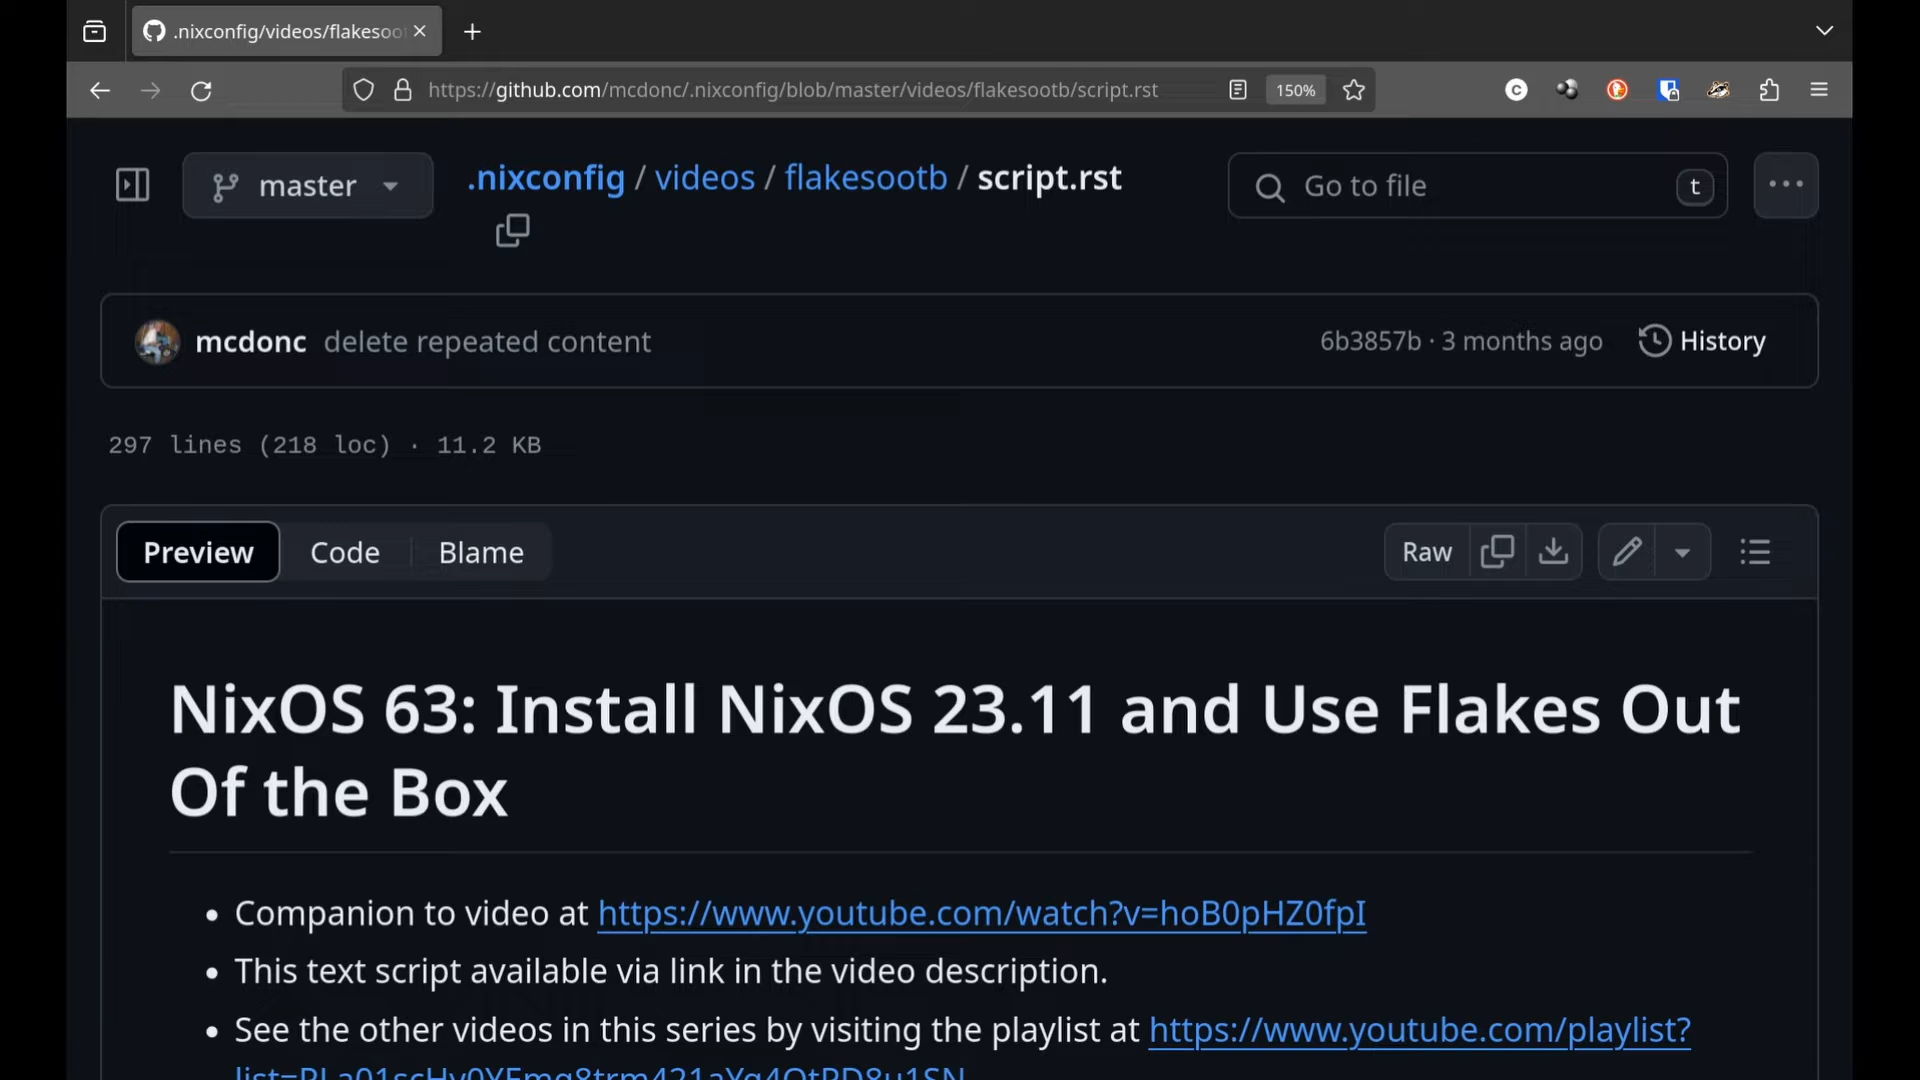 .nixconfig/videos/flakesoot
https://github.com/mcdonc/.nixconfig/blob/master/videos/flakesootb/script.rst
150%
C
master
.nixconfig / videos / flakesootb / script.rst
Go to file
t
mcdonc delete repeated content
6b3857b · 3 months ago
History
297 lines (218 loc) · 11.2 KB
Preview
Code
Blame
Raw
NixOS 63: Install NixOS 23.11 and Use Flakes Out
Of the Box
• Companion to video at https://www.youtube.com/watch?v=hoB0pHZ0fpI
• This text script available via link in the video description.
• See the other videos in this series by visiting the playlist at https://www.youtube.com/playlist?